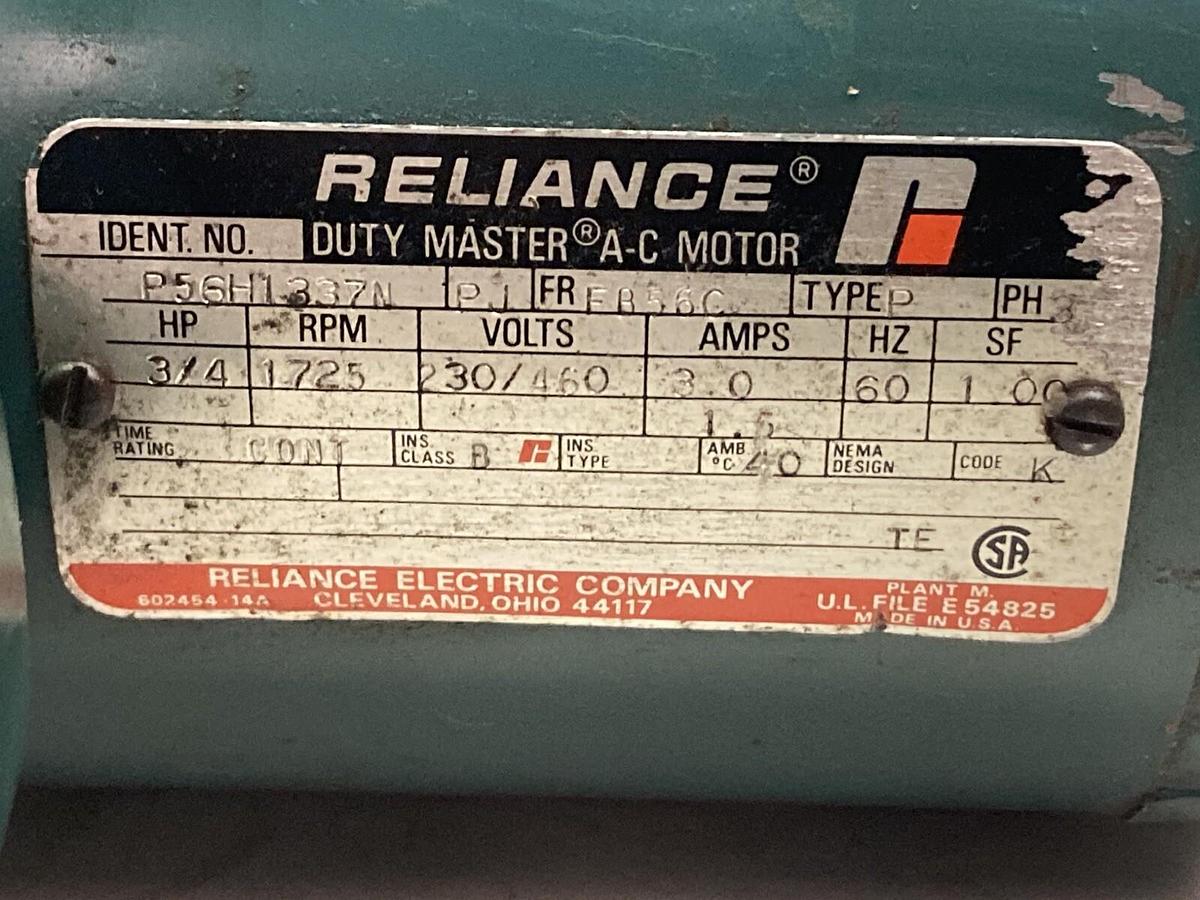 RELIANCE®
IDENT. NO. DUTY MASTER® A-C MOTOR
P56H1337N PJ FR FB56C TYPE P PH 3
HP RPM VOLTS AMPS HZ SF
3/4 1725 230/460 3.0 60 1.00
1.5
TIME RATING CONT INS. CLASS B INS. TYPE AMB °C 40 NEMA DESIGN CODE K
TE SA
RELIANCE ELECTRIC COMPANY PLANT M.
602454-14A CLEVELAND, OHIO 44117 U.L. FILE E54825
MADE IN U.S.A.